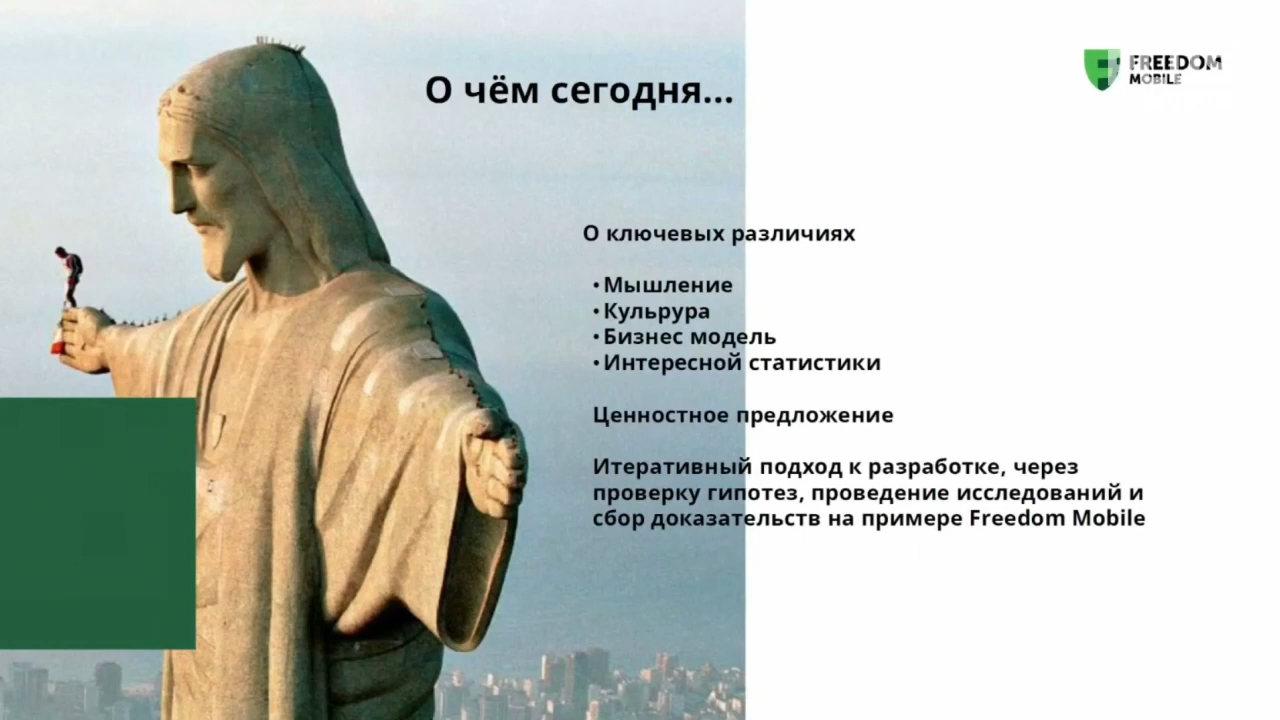 О чём сегодня...
FREEDOM
MOBILE
О ключевых различиях
• Мышление
• Кульрура
• Бизнес модель
• Интересной статистики
Ценностное предложение
Итеративный подход к разработке, через
проверку гипотез, проведение исследований и
сбор доказательств на примере Freedom Mobile